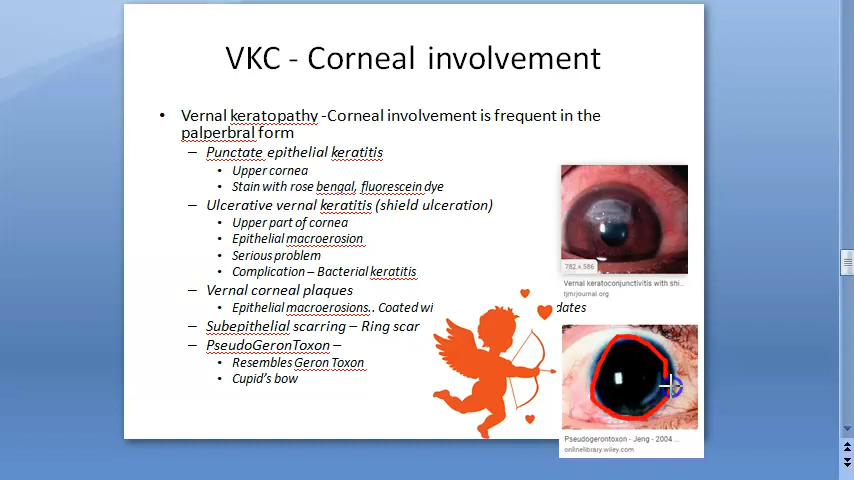 VKC - Corneal involvement
• Vernal keratopathy -Corneal involvement is frequent in the
palperbral form
– Punctate epithelial keratitis
• Upper cornea
• Stain with rose bengal, fluorescein dye
– Ulcerative vernal keratitis (shield ulceration)
• Upper part of cornea
• Epithelial macroerosion
• Serious problem
• Complication – Bacterial keratitis
– Vernal corneal plaques
• Epithelial macroerosions.. Coated wi dates
– Subepithelial scarring – Ring scar
– PseudoGeronToxon –
• Resembles Geron Toxon
• Cupid's bow
782 × 586
Vernal keratoconjunctivitis with shi...
tjmrjournal.org
Pseudogerontoxon - Jeng - 2004 ...
onlinelibrary.wiley.com